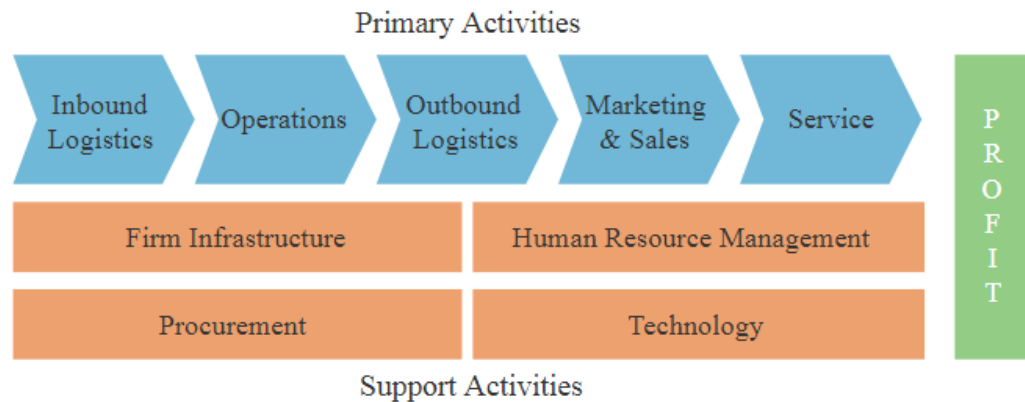 Primary Activities
Inbound
Logistics
Operations
Outbound
Logistics
Marketing
& Sales
Service
Firm Infrastructure
Human Resource Management
Procurement
Technology
PROFIT
Support Activities